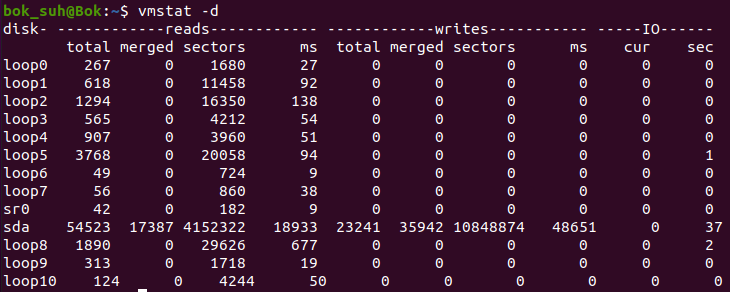 bok_suh@Bok:~$ vmstat -d
disk- ------------reads------------ ------------writes----------- -----IO------
       total merged sectors      ms  total merged sectors      ms    cur    sec
loop0    267      0    1680      27      0      0       0       0      0      0
loop1    618      0   11458      92      0      0       0       0      0      0
loop2   1294      0   16350     138      0      0       0       0      0      0
loop3    565      0    4212      54      0      0       0       0      0      0
loop4    907      0    3960      51      0      0       0       0      0      0
loop5   3768      0   20058      94      0      0       0       0      0      1
loop6     49      0     724       9      0      0       0       0      0      0
loop7     56      0     860      38      0      0       0       0      0      0
sr0       42      0     182       9      0      0       0       0      0      0
sda    54523  17387 4152322   18933  23241  35942 10848874   48651      0     37
loop8   1890      0   29626     677      0      0       0       0      0      2
loop9    313      0    1718      19      0      0       0       0      0      0
loop10    124      0    4244      50      0      0       0       0      0      0